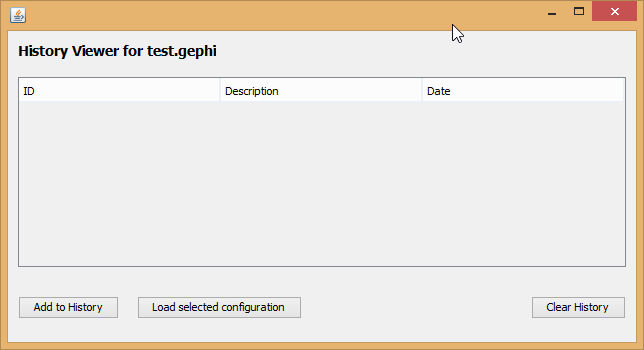 History Viewer for test.gephi
ID Description Date
Add to History Load selected configuration Clear History